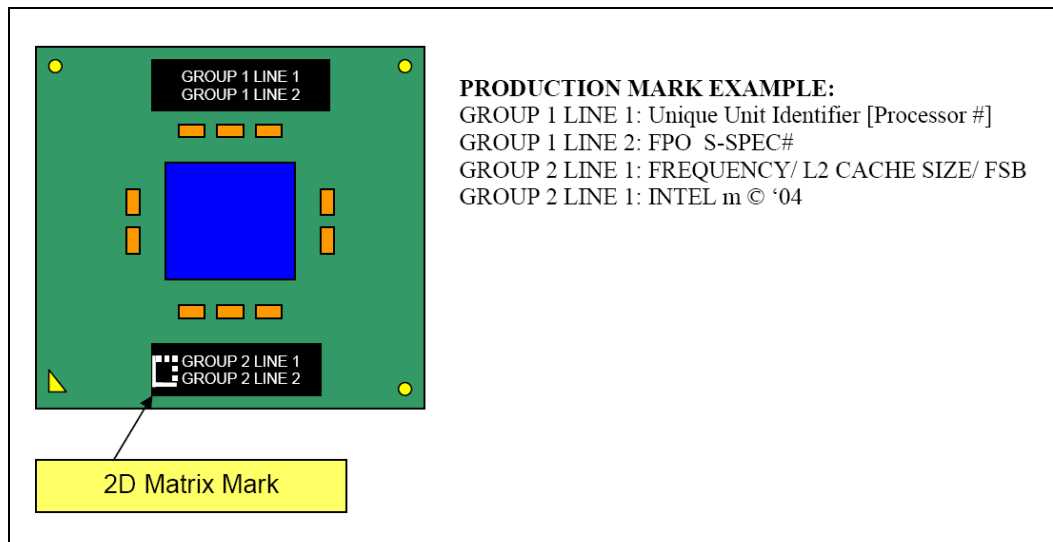 GROUP 1 LINE 1
GROUP 1 LINE 2
PRODUCTION MARK EXAMPLE:
GROUP 1 LINE 1: Unique Unit Identifier [Processor #]
GROUP 1 LINE 2: FPO S-SPEC#
GROUP 2 LINE 1: FREQUENCY/ L2 CACHE SIZE/ FSB
GROUP 2 LINE 1: INTEL m © ‘04
GROUP 2 LINE 1
GROUP 2 LINE 2
2D Matrix Mark